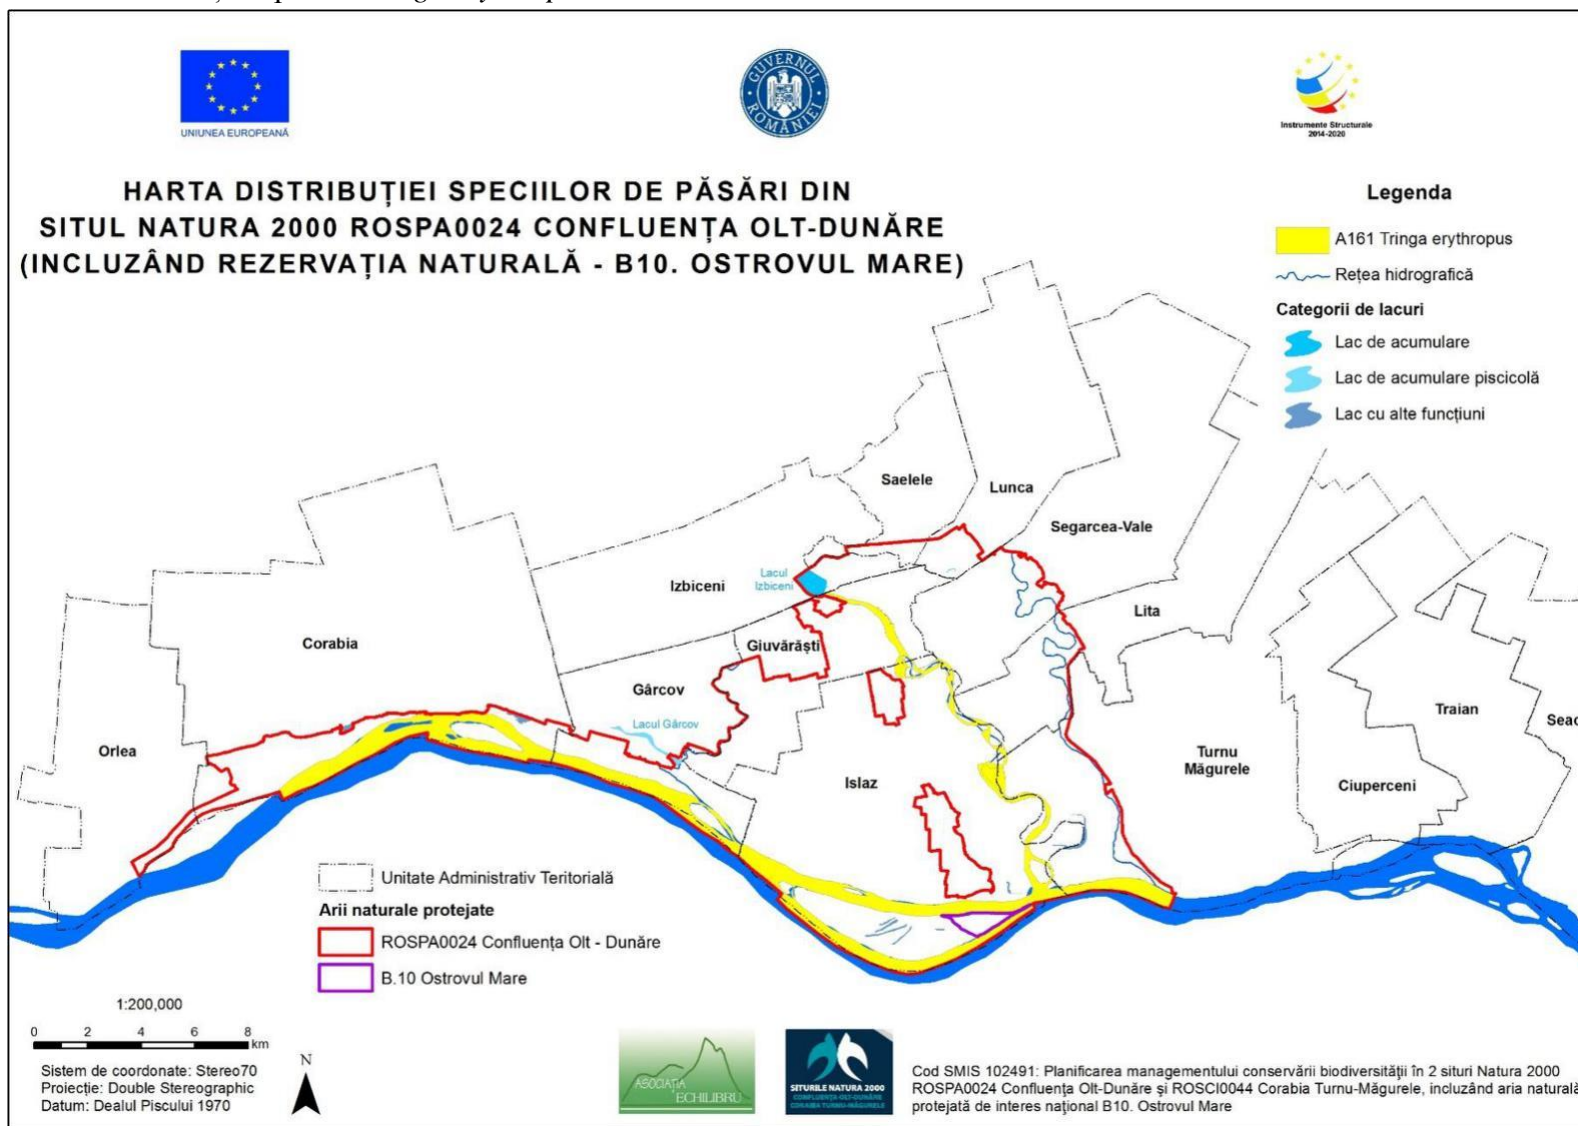 UNIUNEA EUROPEANĂ
GUVERNUL ROMÂNIEI
Instrumente Structurale
2014-2020
HARTA DISTRIBUȚIEI SPECIILOR DE PĂSĂRI DIN
SITUL NATURA 2000 ROSPA0024 CONFLUENȚA OLT-DUNĂRE
(INCLUZÂND REZERVAȚIA NATURALĂ - B10. OSTROVUL MARE)
Legenda
A161 Tringa erythropus
Rețea hidrografică
Categorii de lacuri
Lac de acumulare
Lac de acumulare piscicolă
Lac cu alte funcțiuni
Saelele
Lunca
Segarcea-Vale
Izbiceni
Lacul
Izbiceni
Lita
Corabia
Giuvărăști
Gârcov
Lacul Gârcov
Orlea
Islaz
Turnu
Măgurele
Traian
Seac
Ciuperceni
Unitate Administrativ Teritorială
Arii naturale protejate
ROSPA0024 Confluența Olt - Dunăre
B.10 Ostrovul Mare
1:200,000
0 2 4 6 8
km
N
Sistem de coordonate: Stereo70
Proiecție: Double Stereographic
Datum: Dealul Piscului 1970
ASOCIAȚIA
ECHILIBRU
SITURILE NATURA 2000
CONFLUENȚA OLT-DUNĂRE
CORABIA TURNU-MĂGURELE
Cod SMIS 102491: Planificarea managementului conservării biodiversității în 2 situri Natura 2000
ROSPA0024 Confluența Olt-Dunăre și ROSCI0044 Corabia Turnu-Măgurele, incluzând aria naturală
protejată de interes național B10. Ostrovul Mare